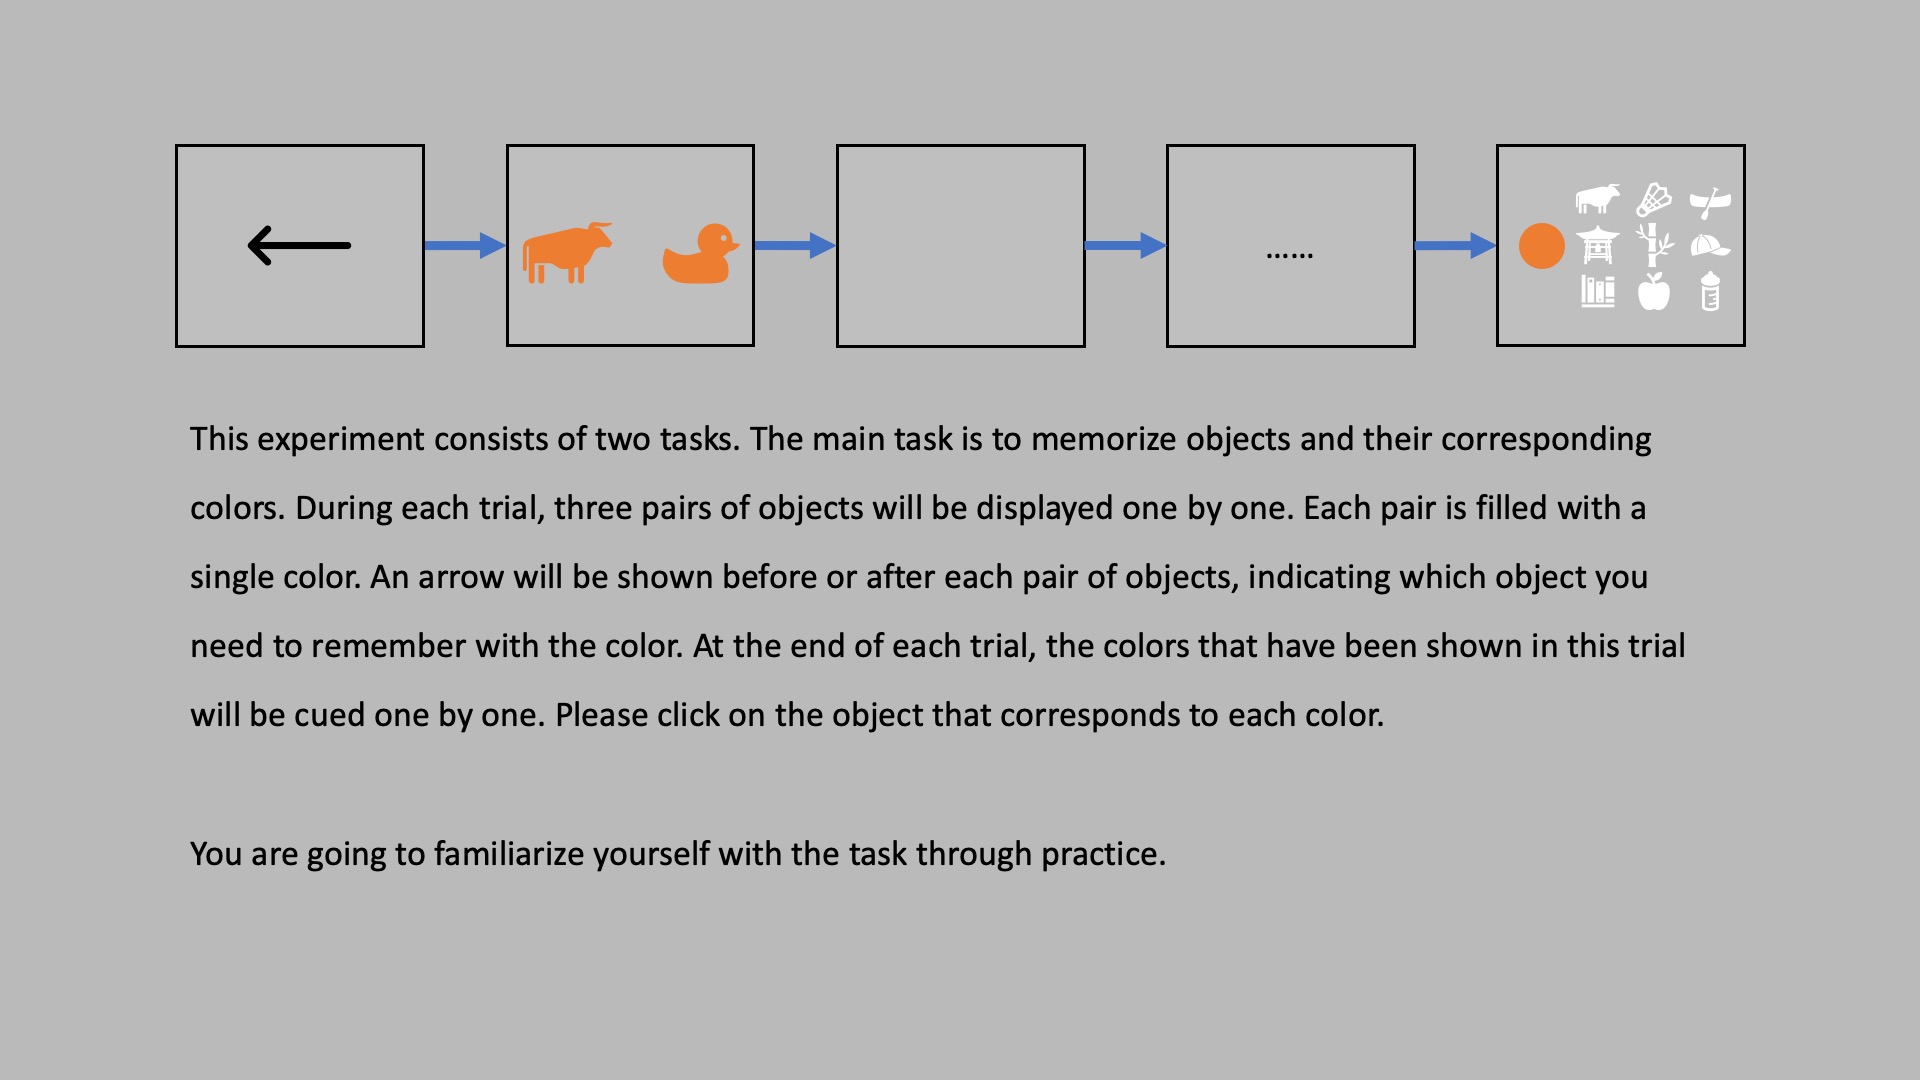 ......
This experiment consists of two tasks. The main task is to memorize objects and their corresponding
colors. During each trial, three pairs of objects will be displayed one by one. Each pair is filled with a
single color. An arrow will be shown before or after each pair of objects, indicating which object you
need to remember with the color. At the end of each trial, the colors that have been shown in this trial
will be cued one by one. Please click on the object that corresponds to each color.
You are going to familiarize yourself with the task through practice.